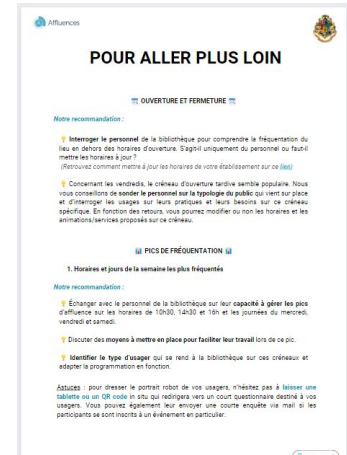 Affluences
POUR ALLER PLUS LOIN
OUVERTURE ET FERMETURE
Notre recommandation :
Interroger le personnel de la bibliothèque pour comprendre la fréquentation du
lieu en dehors des horaires d'ouverture. S'agit-il uniquement du personnel ou faut-il
mettre les horaires à jour ?
(Retrouvez comment mettre à jour les horaires de votre établissement sur ce lien)
Concernant les vendredis, le créneau d'ouverture tardive semble populaire. Nous
vous conseillons de sonder le personnel sur la typologie du public qui vient sur place
et d'interroger les usages sur leurs pratiques et leurs besoins sur ce créneau
spécifique. En fonction des retours, vous pourrez modifier ou non les horaires et les
animations/services proposés sur ce créneau.
PICS DE FRÉQUENTATION
1. Horaires et jours de la semaine les plus fréquentés
Notre recommandation :
Échanger avec le personnel de la bibliothèque sur leur capacité à gérer les pics
d'affluence sur les horaires de 10h30, 14h30 et 16h et les journées du mercredi,
vendredi et samedi.
Discuter des moyens à mettre en place pour faciliter leur travail lors de ce pic.
Identifier le type d'usager qui se rend à la bibliothèque sur ces créneaux et
adapter la programmation en fonction.
Astuces : pour dresser le portrait robot de vos usagers, n'hésitez pas à laisser une
tablette ou un QR code in situ qui redirigera vers un court questionnaire destiné à vos
usagers. Vous pouvez également leur envoyer une courte enquête via mail si les
participants se sont inscrits à un événement en particulier.